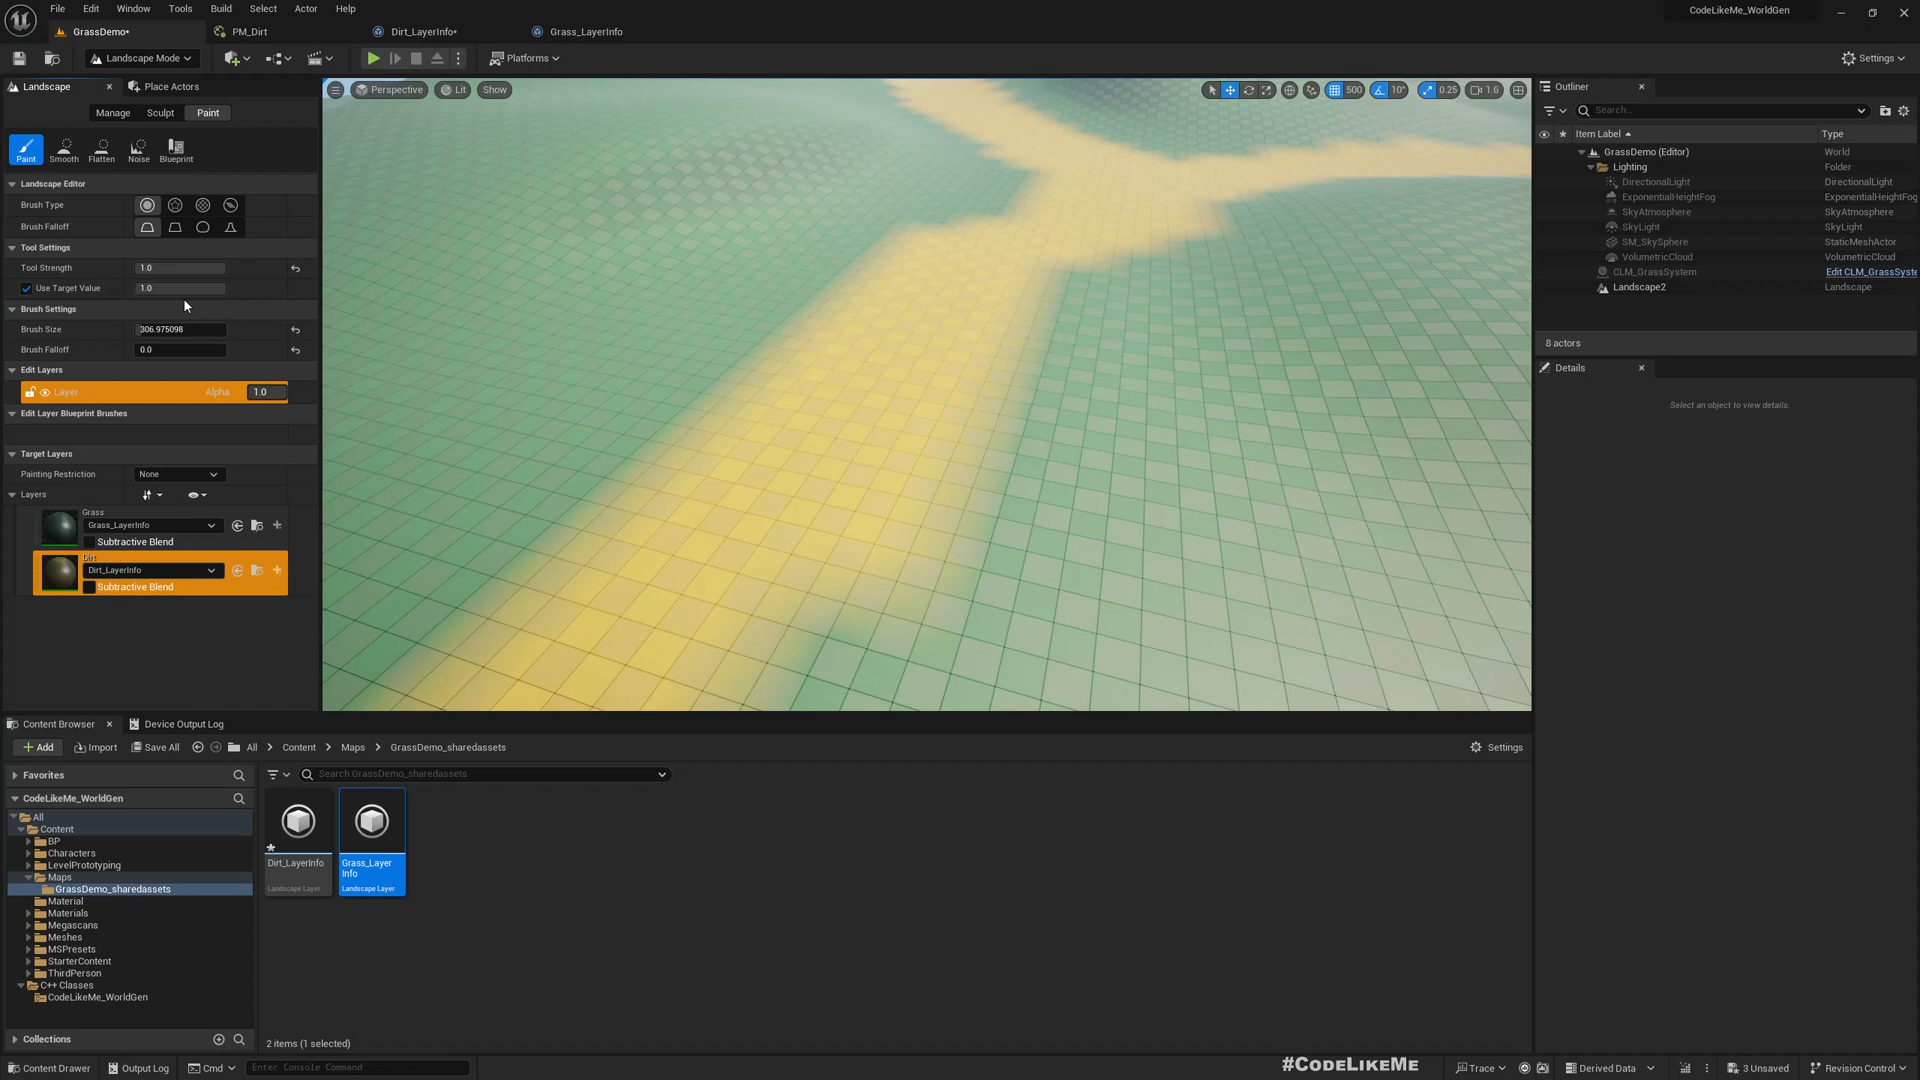 File Edit Window Tools Build Select Actor Help
CodeLikeMe_WorldGen
GrassDemo• PM_Dirt Dirt_LayerInfo• Grass_LayerInfo
Landscape Mode Platforms Settings
Landscape Place Actors
Manage Sculpt Paint
Paint Smooth Flatten Noise Blueprint
Landscape Editor
Brush Type
Brush Falloff
Tool Settings
Tool Strength 1.0
Use Target Value 1.0
Brush Settings
Brush Size 306.975098
Brush Falloff 0.0
Edit Layers
Layer Alpha 1.0
Edit Layer Blueprint Brushes
Target Layers
Painting Restriction None
Layers
Grass
Grass_LayerInfo
Subtractive Blend
Dirt
Dirt_LayerInfo
Subtractive Blend
Perspective Lit Show
500 10° 0.25 1.6
Outliner
Search...
Item Label Type
GrassDemo (Editor) World
Lighting Folder
DirectionalLight DirectionalLight
ExponentialHeightFog ExponentialHeightFog
SkyAtmosphere SkyAtmosphere
SkyLight SkyLight
SM_SkySphere StaticMeshActor
VolumetricCloud VolumetricCloud
CLM_GrassSystem Edit CLM_GrassSyste
Landscape2 Landscape
8 actors
Details
Select an object to view details.
Content Browser Device Output Log
Add Import Save All All Content Maps GrassDemo_sharedassets Settings
Favorites
Search GrassDemo_sharedassets
CodeLikeMe_WorldGen
All
Content
BP
Characters
LevelPrototyping
Maps
GrassDemo_sharedassets
Material
Materials
Megascans
Meshes
MSPresets
StarterContent
ThirdPerson
C++ Classes
CodeLikeMe_WorldGen
Collections
Dirt_LayerInfo
Landscape Layer
Grass_Layer
Info
Landscape Layer
2 items (1 selected)
#CODELIKEME
Content Drawer Output Log Cmd Enter Console Command Trace Derived Data 3 Unsaved Revision Control